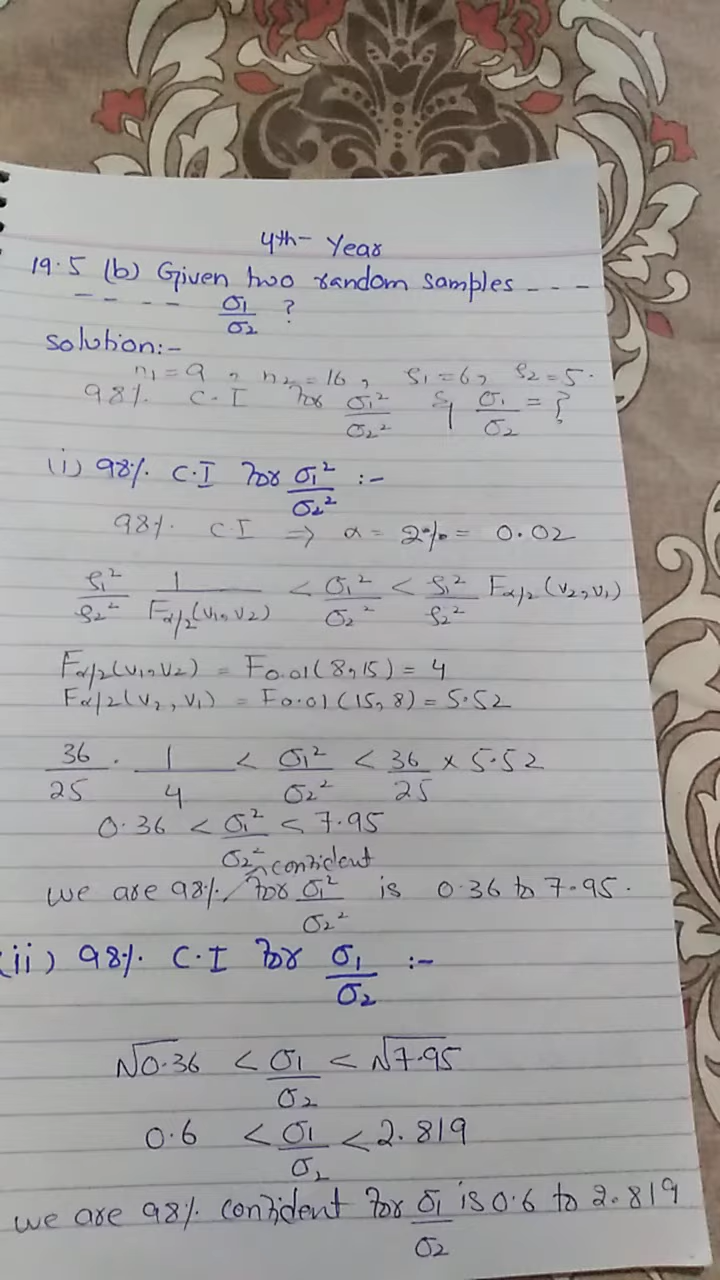 4th- Year
19.5 (b) Given two random samples - - -
- - - - σ₁/σ₂ ?
Solution:-
n₁ = 9 , n₂ = 16 , s₁ = 6 , s₂ = 5 .
98% C.I for σ₁²/σ₂² & σ₁/σ₂ = ?
(i) 98% C.I for σ₁²/σ₂² :-
98% C I ⇒ α = 2% = 0.02
s₁²/s₂² 1/Fα/2(v₁,v₂) < σ₁²/σ₂² < s₁²/s₂² Fα/2 (v₂,v₁)
Fα/2(v₁,v₂) = F0.01(8,15) = 4
Fα/2(v₂,v₁) = F0.01(15,8) = 5.52
36/25 . 1/4 < σ₁²/σ₂² < 36/25 × 5.52
0.36 < σ₁²/σ₂² < 7.95
we are 98% confident for σ₁²/σ₂² is 0.36 to 7.95.
(ii) 98% C.I for σ₁/σ₂ :-
√0.36 < σ₁/σ₂ < √7.95
0.6 < σ₁/σ₂ < 2.819
we are 98% confident for σ₁/σ₂ is 0.6 to 2.819